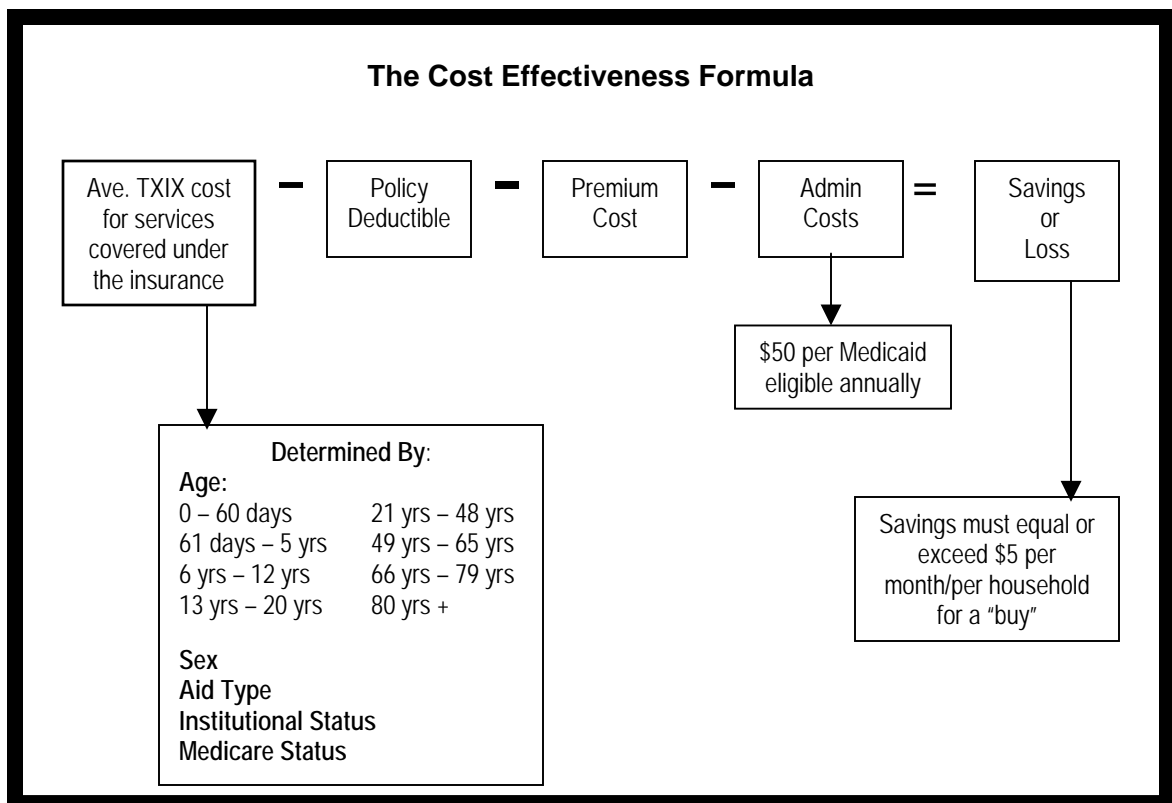 The Cost Effectiveness Formula
Ave. TXIX cost
for services
covered under
the insurance
-
Policy
Deductible
-
Premium
Cost
-
Admin
Costs
=
Savings
or
Loss
$50 per Medicaid
eligible annually
Determined By:
Age:
0 – 60 days 21 yrs – 48 yrs
61 days – 5 yrs 49 yrs – 65 yrs
6 yrs – 12 yrs 66 yrs – 79 yrs
13 yrs – 20 yrs 80 yrs +
Sex
Aid Type
Institutional Status
Medicare Status
Savings must equal or
exceed $5 per
month/per household
for a “buy”